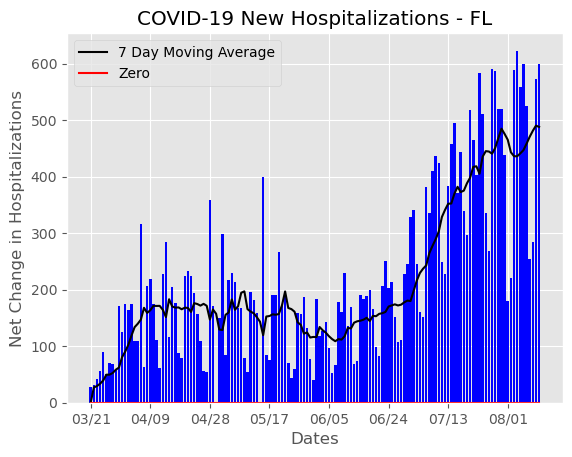 COVID-19 New Hospitalizations - FL
7 Day Moving Average
Zero
600
500
400
300
200
100
0
Net Change in Hospitalizations
03/21 04/09 04/28 05/17 06/05 06/24 07/13 08/01
Dates